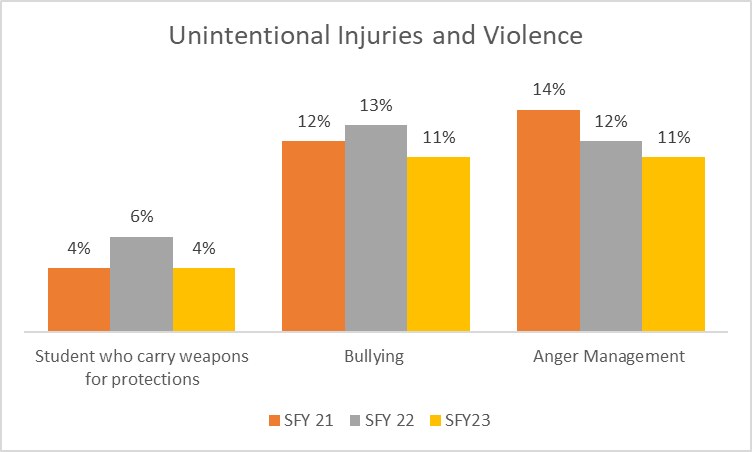 Unintentional Injuries and Violence
4%
6%
4%
12%
13%
11%
14%
12%
11%
Student who carry weapons
for protections
Bullying
Anger Management
SFY 21 SFY 22 SFY23